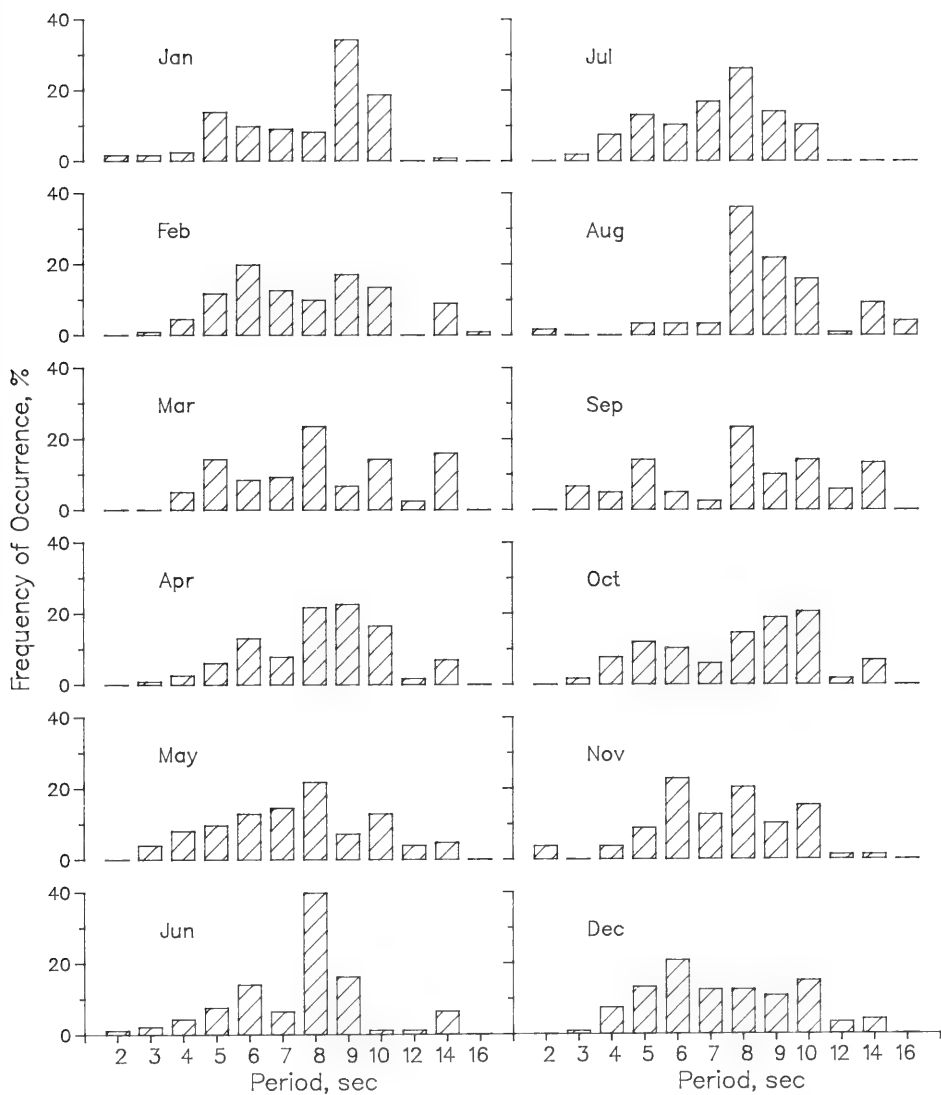 Frequency of Occurrence, %
40
20
0
Jan
Jul
40
20
0
Feb
Aug
40
20
0
Mar
Sep
40
20
0
Apr
Oct
40
20
0
May
Nov
40
20
0
Jun
Dec
2 3 4 5 6 7 8 9 10 12 14 16
2 3 4 5 6 7 8 9 10 12 14 16
Period, sec
Period, sec